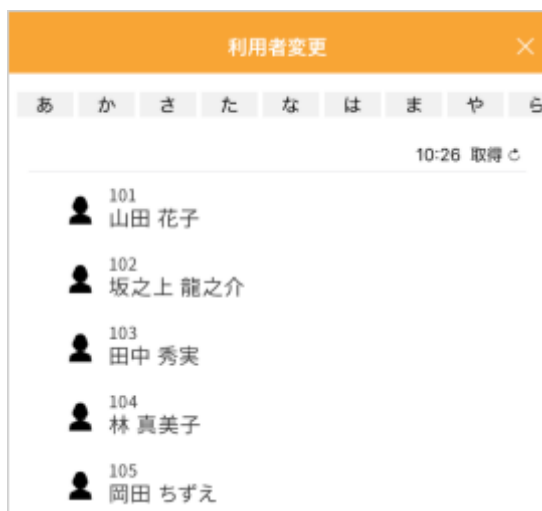 利用者変更 ×
あ か さ た な は ま や ら
10:26 取得
101
山田 花子
102
坂之上 龍之介
103
田中 秀実
104
林 真美子
105
岡田 ちずえ